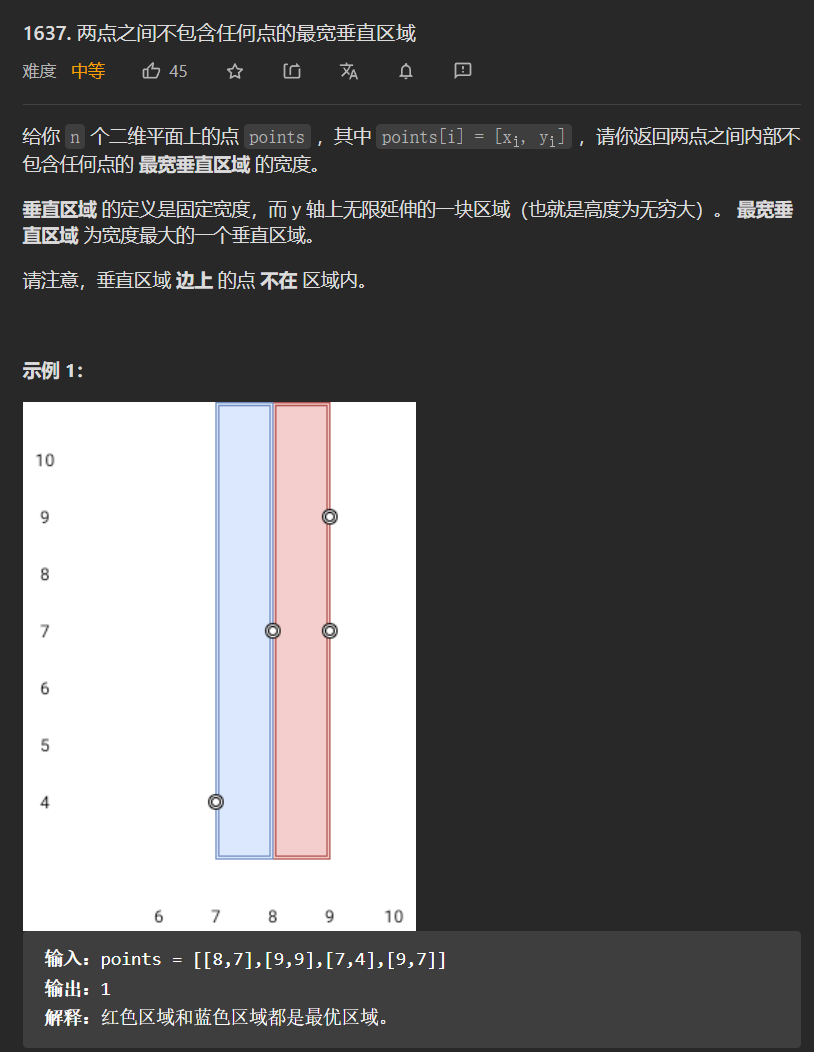 1637. 两点之间不包含任何点的最宽垂直区域
难度 中等 45
给你 n 个二维平面上的点 points ，其中 points[i] = [xi, yi] ，请你返回两点之间内部不
包含任何点的 最宽垂直区域 的宽度。
垂直区域 的定义是固定宽度，而 y 轴上无限延伸的一块区域（也就是高度为无穷大）。 最宽垂
直区域 为宽度最大的一个垂直区域。
请注意，垂直区域 边上 的点 不在 区域内。
示例 1：
10
9
8
7
6
5
4
6 7 8 9 10
输入：points = [[8,7],[9,9],[7,4],[9,7]]
输出：1
解释：红色区域和蓝色区域都是最优区域。